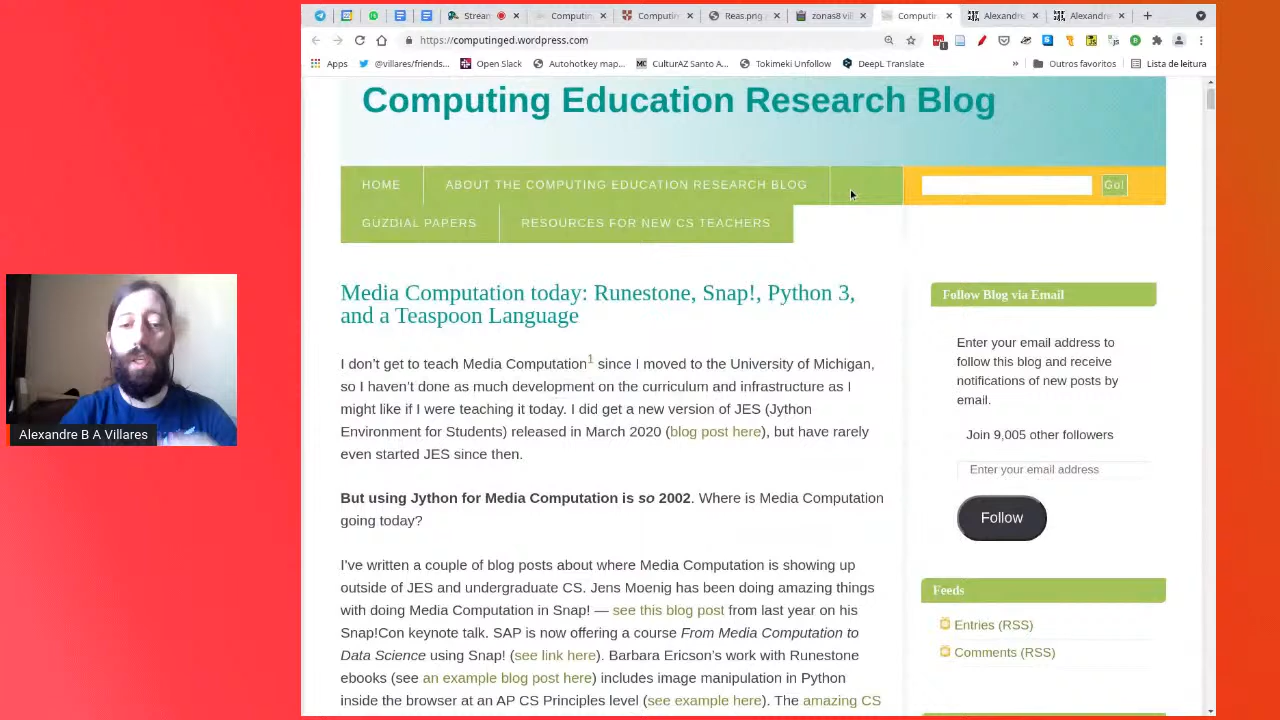 Stream
Computin
Computin
Reas.png
zonas8 vil
Computin
Alexandre
Alexandre
https://computinged.wordpress.com
Apps
@villares/friends...
Open Slack
Autohotkey map...
CulturAZ Santo A...
Tokimeki Unfollow
DeepL Translate
»
Outros favoritos
Lista de leitura
Computing Education Research Blog
HOME
ABOUT THE COMPUTING EDUCATION RESEARCH BLOG
Go!
GUZDIAL PAPERS
RESOURCES FOR NEW CS TEACHERS
Media Computation today: Runestone, Snap!, Python 3,
and a Teaspoon Language
I don’t get to teach Media Computation1 since I moved to the University of Michigan,
so I haven’t done as much development on the curriculum and infrastructure as I
might like if I were teaching it today. I did get a new version of JES (Jython
Environment for Students) released in March 2020 (blog post here), but have rarely
even started JES since then.
But using Jython for Media Computation is so 2002. Where is Media Computation
going today?
I’ve written a couple of blog posts about where Media Computation is showing up
outside of JES and undergraduate CS. Jens Moenig has been doing amazing things
with doing Media Computation in Snap! — see this blog post from last year on his
Snap!Con keynote talk. SAP is now offering a course From Media Computation to
Data Science using Snap! (see link here). Barbara Ericson’s work with Runestone
ebooks (see an example blog post here) includes image manipulation in Python
inside the browser at an AP CS Principles level (see example here). The amazing CS
Follow Blog via Email
Enter your email address to
follow this blog and receive
notifications of new posts by
email.
Join 9,005 other followers
Enter your email address
Follow
Feeds
Entries (RSS)
Comments (RSS)
Alexandre B A Villares